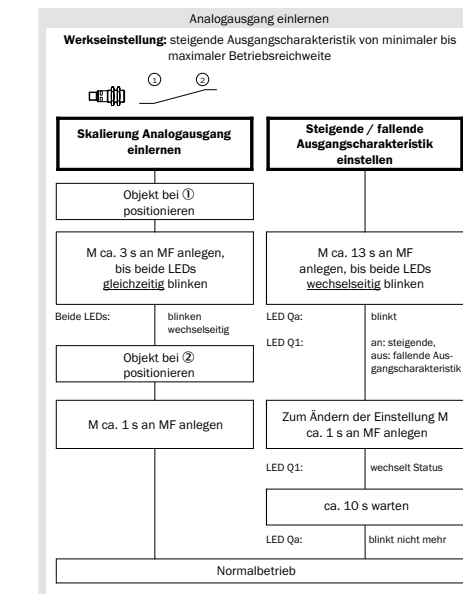 Analogausgang einlernen
Werkseinstellung: steigende Ausgangscharakteristik von minimaler bis
maximaler Betriebsreichweite
① ②
Skalierung Analogausgang
einlernen
Objekt bei ①
positionieren
M ca. 3 s an MF anlegen,
bis beide LEDs
gleichzeitig blinken
Beide LEDs: blinken
wechselseitig
Objekt bei ②
positionieren
M ca. 1 s an MF anlegen
Steigende / fallende
Ausgangscharakteristik
einstellen
M ca. 13 s an MF
anlegen, bis beide LEDs
wechselseitig blinken
LED Qa: blinkt
LED Q1: an: steigende,
aus: fallende Aus-
gangscharakteristik
Zum Ändern der Einstellung M
ca. 1 s an MF anlegen
LED Q1: wechselt Status
ca. 10 s warten
LED Qa: blinkt nicht mehr
Normalbetrieb